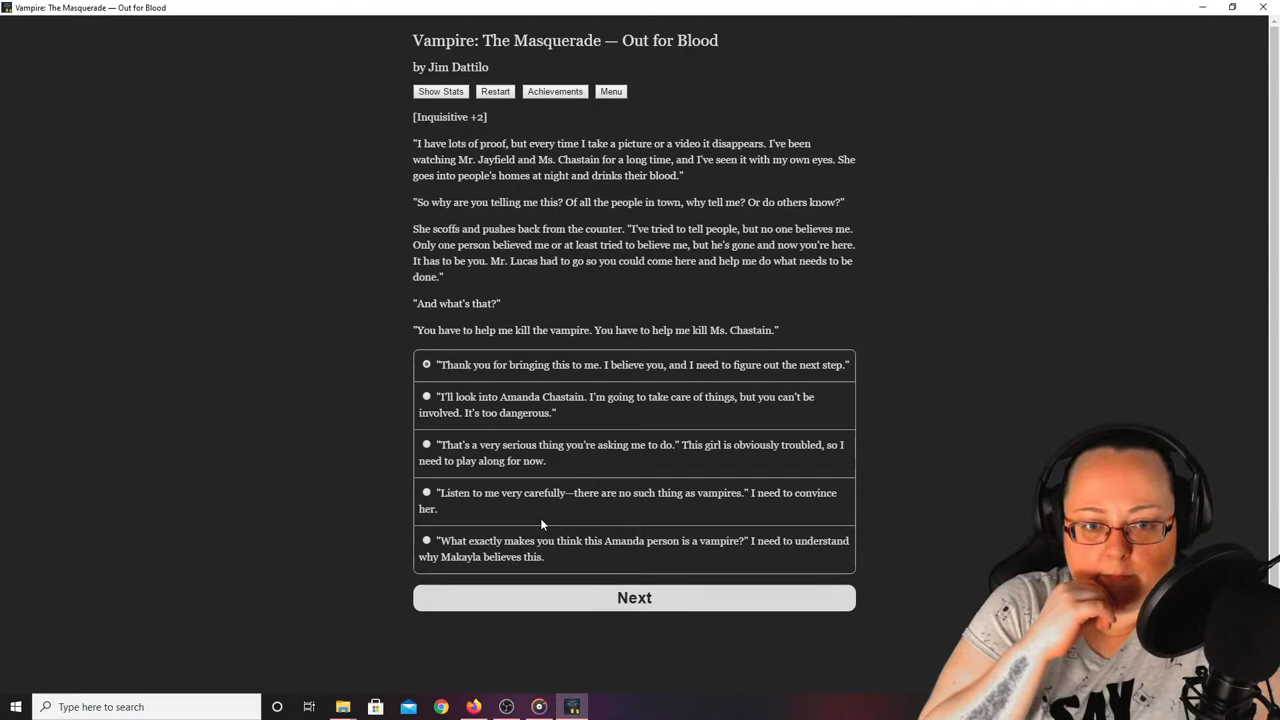 Vampire: The Masquerade — Out for Blood
Vampire: The Masquerade — Out for Blood
by Jim Dattilo
Show Stats Restart Achievements Menu
[Inquisitive +2]
"I have lots of proof, but every time I take a picture or a video it disappears. I've been
watching Mr. Jayfield and Ms. Chastain for a long time, and I've seen it with my own eyes. She
goes into people's homes at night and drinks their blood."
"So why are you telling me this? Of all the people in town, why tell me? Or do others know?"
She scoffs and pushes back from the counter. "I've tried to tell people, but no one believes me.
Only one person believed me or at least tried to believe me, but he's gone and now you're here.
It has to be you. Mr. Lucas had to go so you could come here and help me do what needs to be
done."
"And what's that?"
"You have to help me kill the vampire. You have to help me kill Ms. Chastain."
"Thank you for bringing this to me. I believe you, and I need to figure out the next step."
"I'll look into Amanda Chastain. I'm going to take care of things, but you can't be
involved. It's too dangerous."
"That's a very serious thing you're asking me to do." This girl is obviously troubled, so I
need to play along for now.
"Listen to me very carefully—there are no such thing as vampires." I need to convince
her.
"What exactly makes you think this Amanda person is a vampire?" I need to understand
why Makayla believes this.
Next
SAY
Type here to search